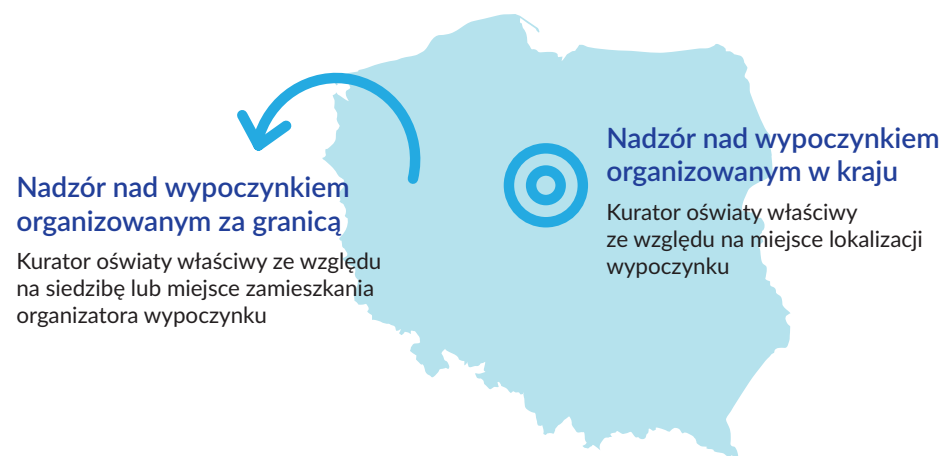 Nadzór nad wypoczynkiem
organizowanym za granicą
Kurator oświaty właściwy ze względu
na siedzibę lub miejsce zamieszkania
organizatora wypoczynku
Nadzór nad wypoczynkiem
organizowanym w kraju
Kurator oświaty właściwy
ze względu na miejsce lokalizacji
wypoczynku